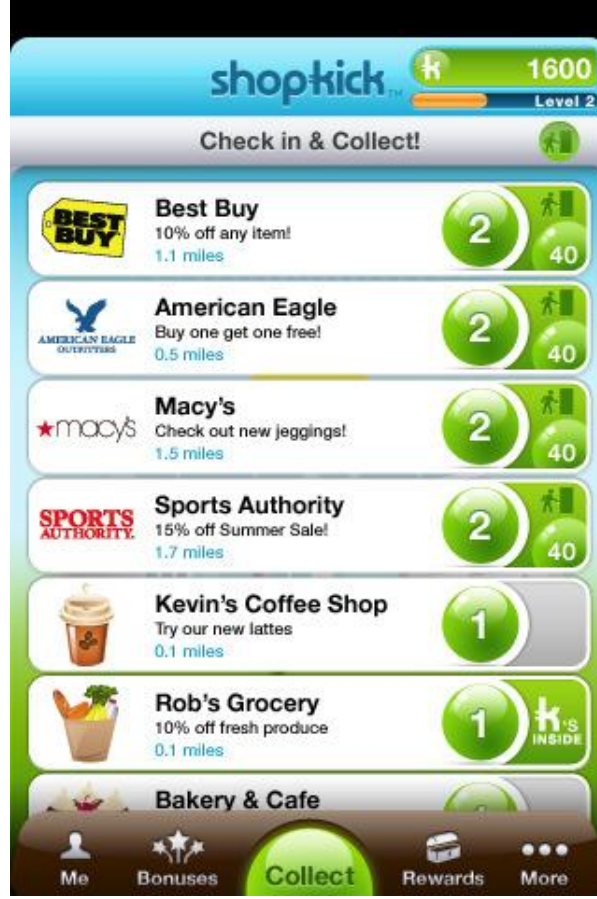 shopkick™
k 1600
Level 2
Check in & Collect!
BEST BUY
Best Buy
10% off any item!
1.1 miles
2
40
AMERICAN EAGLE
OUTFITTERS
American Eagle
Buy one get one free!
0.5 miles
2
40
macy's
Macy's
Check out new jeggings!
1.5 miles
2
40
SPORTS
AUTHORITY.
Sports Authority
15% off Summer Sale!
1.7 miles
2
40
Kevin's Coffee Shop
Try our new lattes
0.1 miles
1
Rob's Grocery
10% off fresh produce
0.1 miles
1
k's
INSIDE
Bakery & Cafe
Me
Bonuses
Collect
Rewards
More